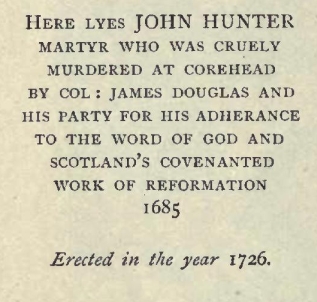 HERE LYES JOHN HUNTER
MARTYR WHO WAS CRUELY
MURDERED AT COREHEAD
BY COL: JAMES DOUGLAS AND
HIS PARTY FOR HIS ADHERANCE
TO THE WORD OF GOD AND
SCOTLAND'S COVENANTED
WORK OF REFORMATION
1685
Erected in the year 1726.